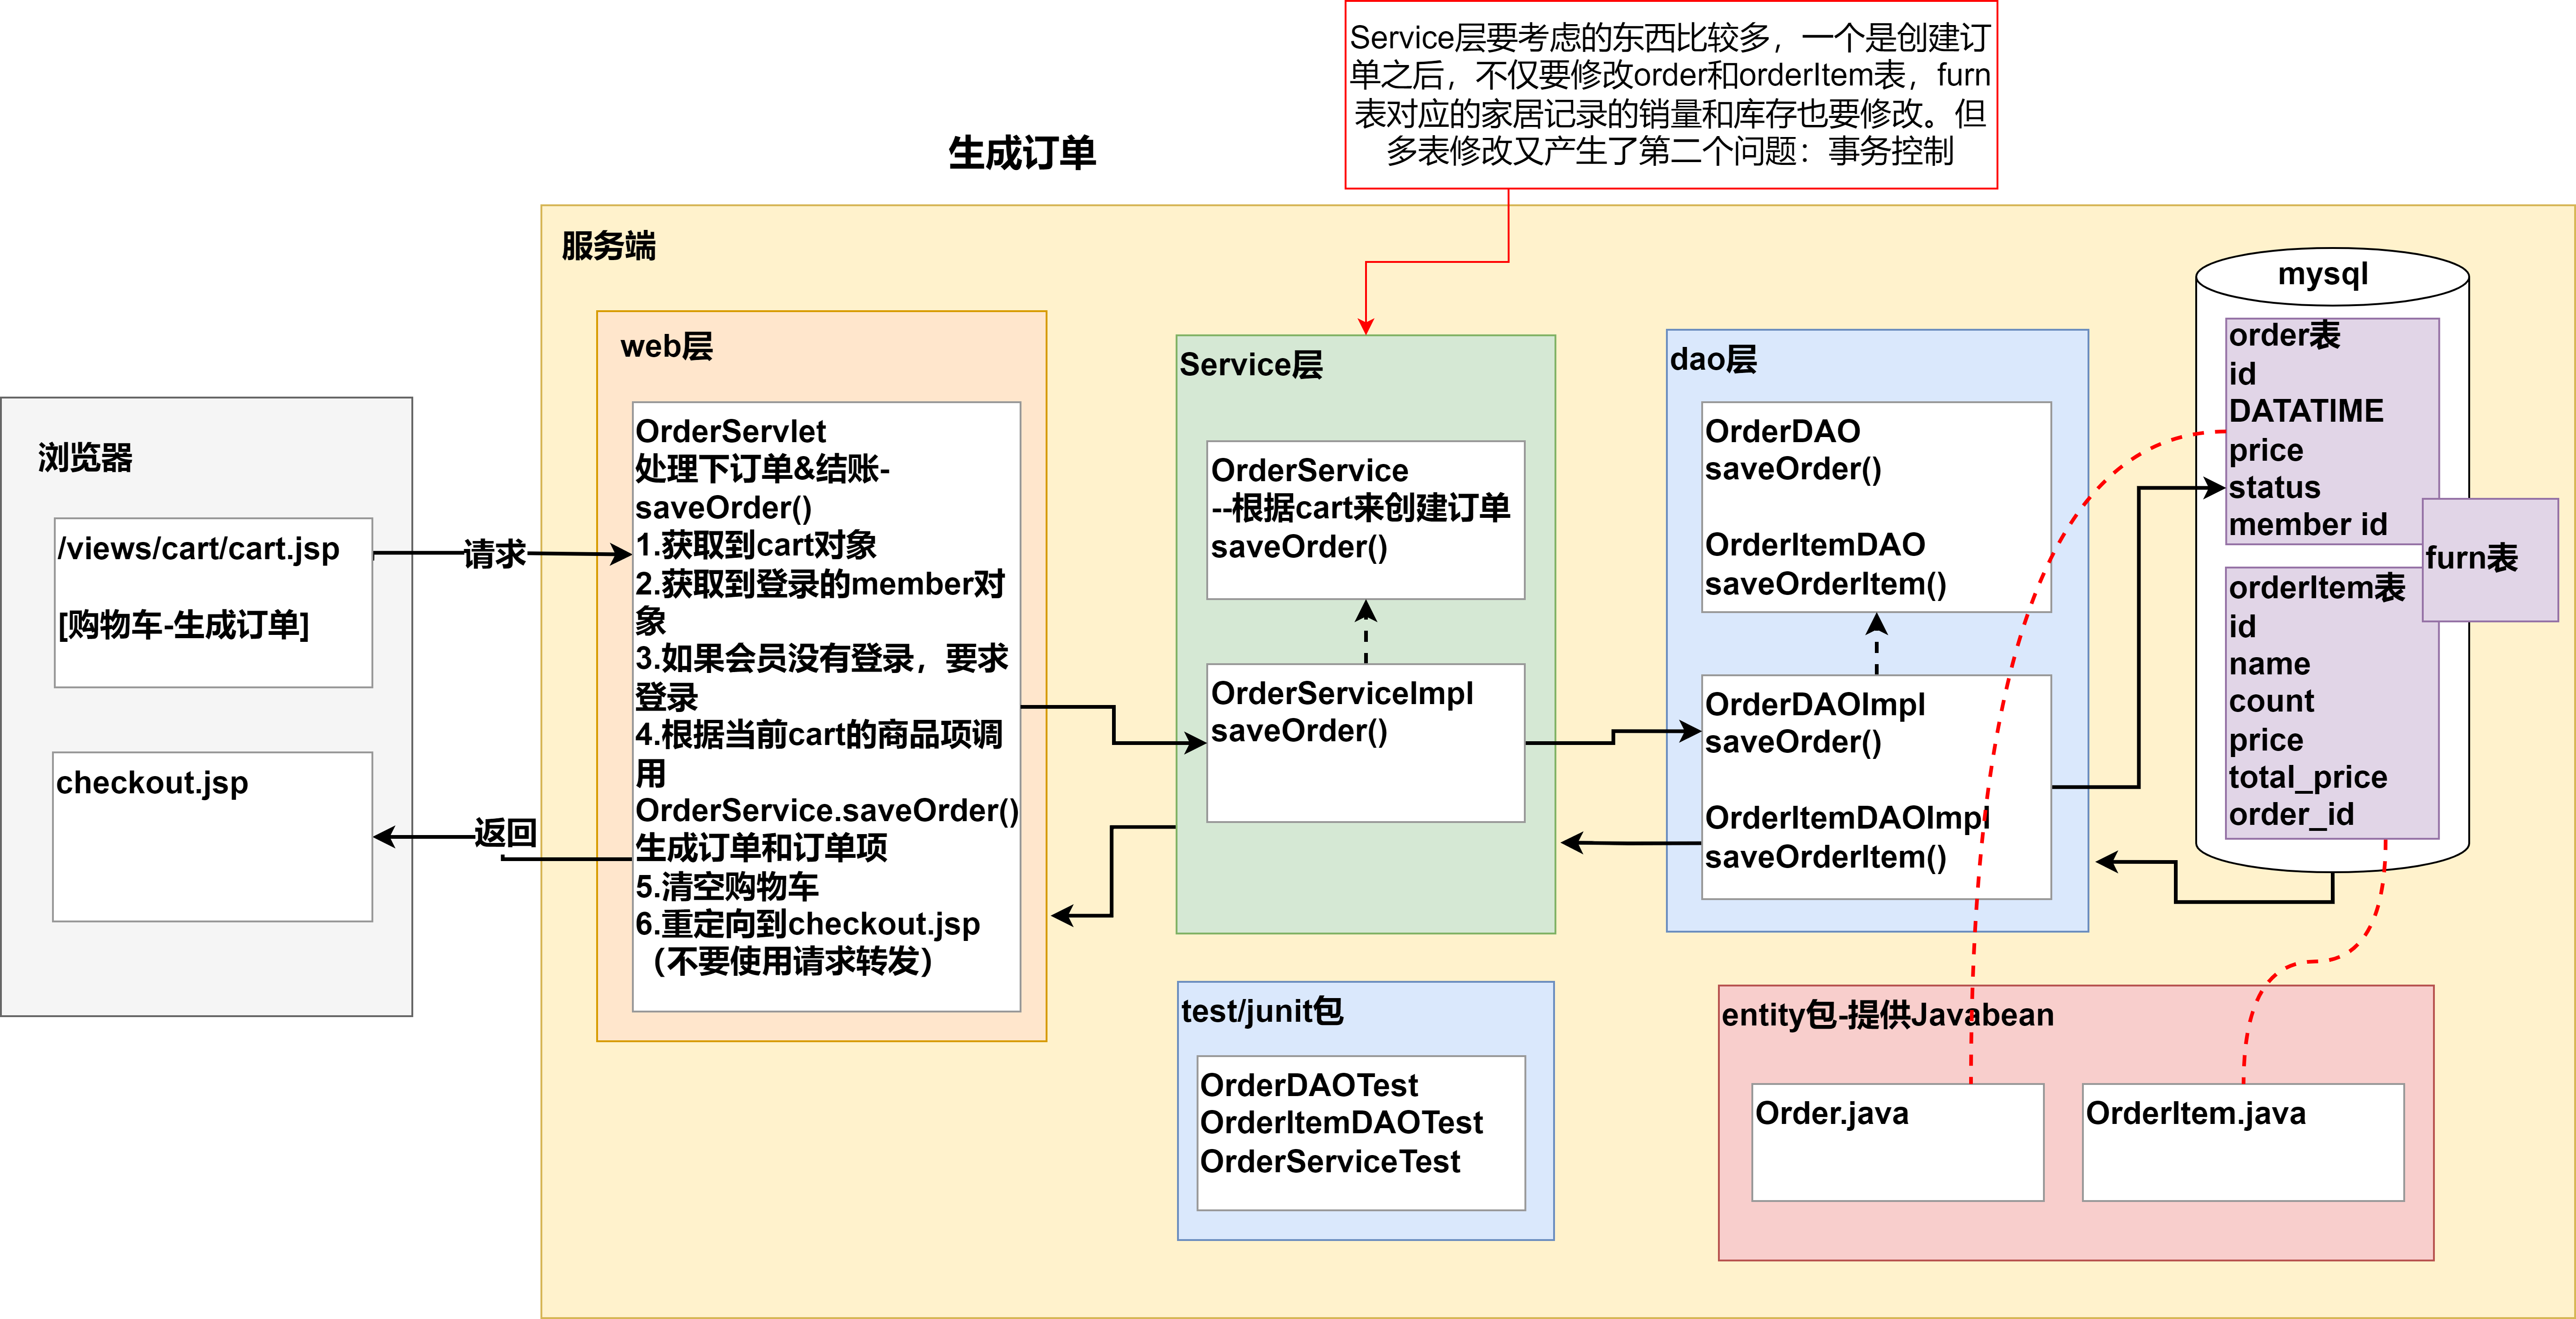 Service层要考虑的东西比较多，一个是创建订
单之后，不仅要修改order和orderItem表，furn
表对应的家居记录的销量和库存也要修改。但
多表修改又产生了第二个问题：事务控制
生成订单
服务端
浏览器
/views/cart/cart.jsp
[购物车-生成订单]
checkout.jsp
请求
返回
web层
OrderServlet
处理下订单&结账-
saveOrder()
1.获取到cart对象
2.获取到登录的member对
象
3.如果会员没有登录，要求
登录
4.根据当前cart的商品项调
用
OrderService.saveOrder()
生成订单和订单项
5.清空购物车
6.重定向到checkout.jsp
（不要使用请求转发）
Service层
OrderService
--根据cart来创建订单
saveOrder()
OrderServiceImpl
saveOrder()
dao层
OrderDAO
saveOrder()
OrderItemDAO
saveOrderItem()
OrderDAOImpl
saveOrder()
OrderItemDAOImpl
saveOrderItem()
mysql
order表
id
DATATIME
price
status
member id
furn表
orderItem表
id
name
count
price
total_price
order_id
test/junit包
OrderDAOTest
OrderItemDAOTest
OrderServiceTest
entity包-提供Javabean
Order.java
OrderItem.java